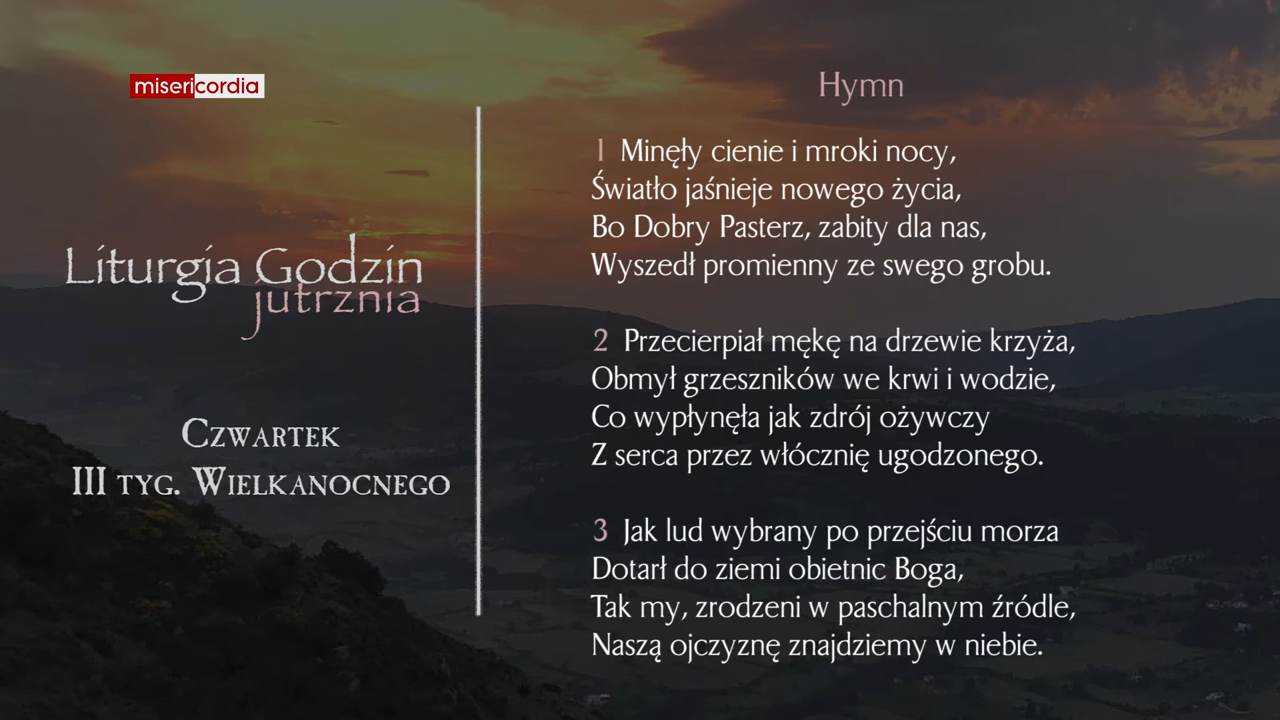 misericordia
Liturgia Godzin
jutrznia
Czwartek
III tyg. Wielkanocnego
Hymn
1 Minęły cienie i mroki nocy,
Światło jaśnieje nowego życia,
Bo Dobry Pasterz, zabity dla nas,
Wyszedł promienny ze swego grobu.
2 Przecierpiał mękę na drzewie krzyża,
Obmył grzeszników we krwi i wodzie,
Co wypłynęła jak zdrój ożywczy
Z serca przez włócznię ugodzonego.
3 Jak lud wybrany po przejściu morza
Dotarł do ziemi obietnic Boga,
Tak my, zrodzeni w paschalnym źródle,
Naszą ojczyznę znajdziemy w niebie.